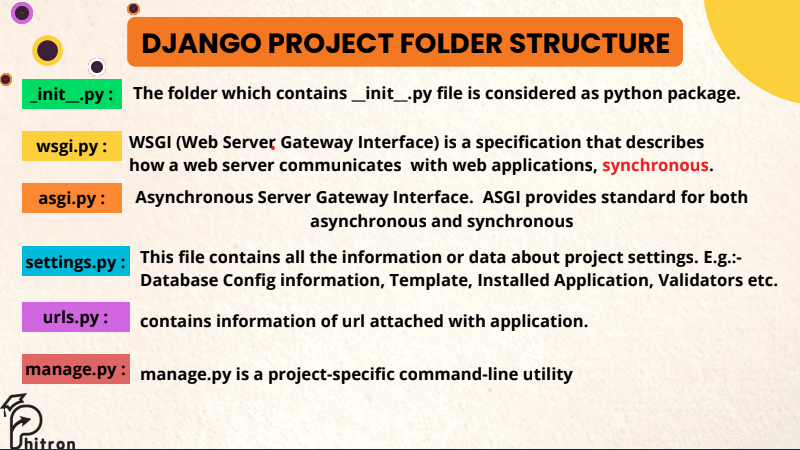 DJANGO PROJECT FOLDER STRUCTURE
_init__.py : The folder which contains __init__.py file is considered as python package.
wsgi.py : WSGI (Web Server Gateway Interface) is a specification that describes
how a web server communicates with web applications, synchronous.
asgi.py : Asynchronous Server Gateway Interface. ASGI provides standard for both
asynchronous and synchronous
settings.py : This file contains all the information or data about project settings. E.g.:-
Database Config information, Template, Installed Application, Validators etc.
urls.py : contains information of url attached with application.
manage.py : manage.py is a project-specific command-line utility
Phitron